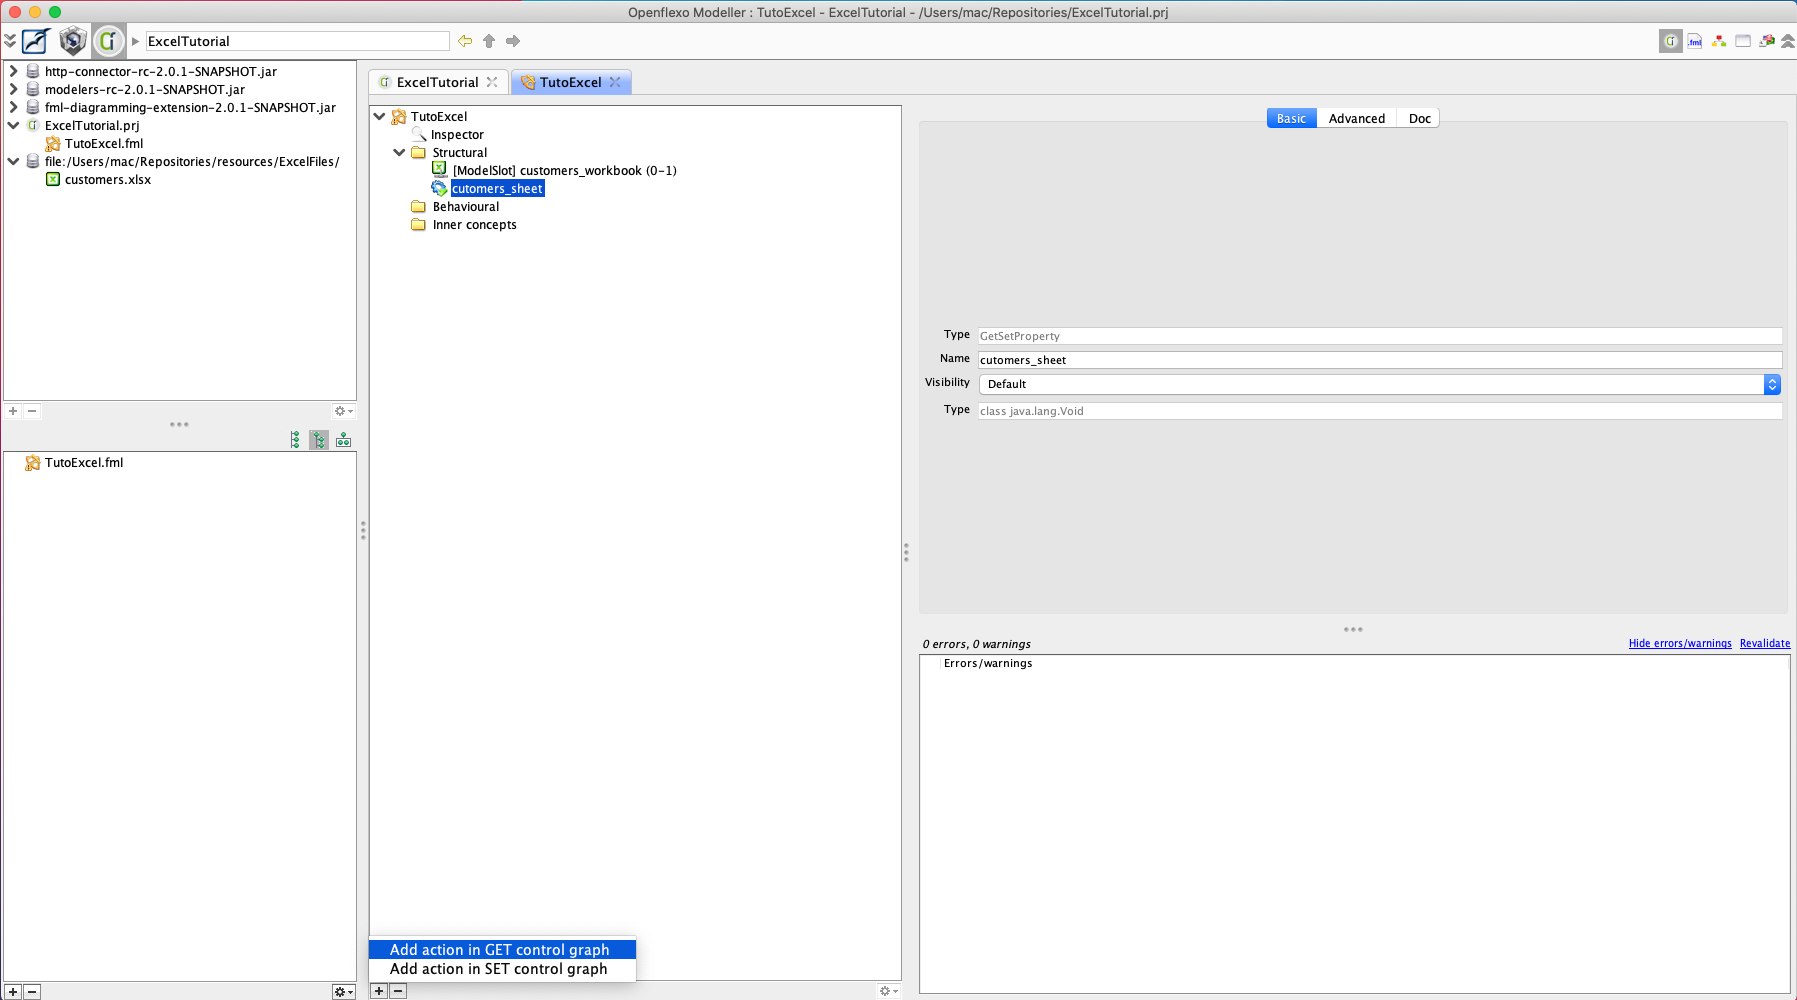 Openflexo Modeller : TutoExcel - ExcelTutorial - /Users/mac/Repositories/ExcelTutorial.prj
ExcelTutorial
.fml
http-connector-rc-2.0.1-SNAPSHOT.jar
modelers-rc-2.0.1-SNAPSHOT.jar
fml-diagramming-extension-2.0.1-SNAPSHOT.jar
ExcelTutorial.prj
TutoExcel.fml
file:/Users/mac/Repositories/resources/ExcelFiles/
customers.xlsx
TutoExcel.fml
ExcelTutorial
TutoExcel
TutoExcel
Inspector
Structural
[ModelSlot] customers_workbook (0-1)
cutomers_sheet
Behavioural
Inner concepts
Add action in GET control graph
Add action in SET control graph
Basic Advanced Doc
Type GetSetProperty
Name cutomers_sheet
Visibility Default
Type class java.lang.Void
0 errors, 0 warnings Hide errors/warnings Revalidate
Errors/warnings